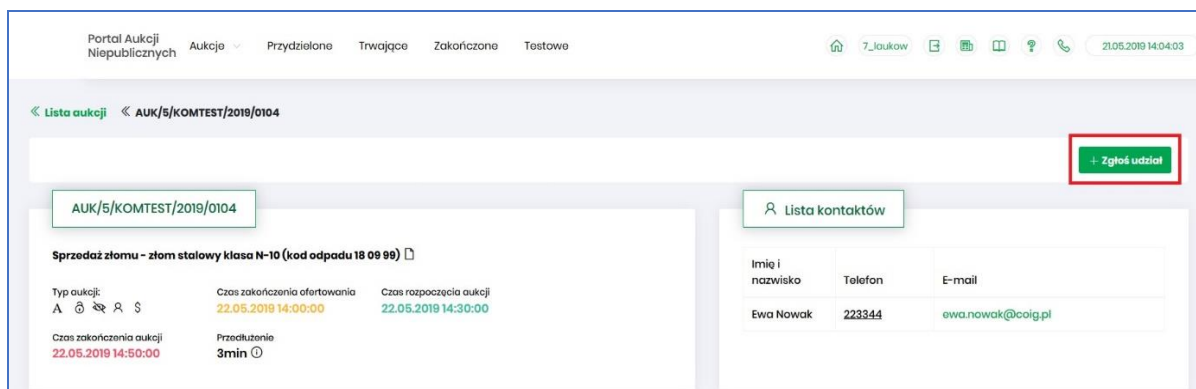 Portal Aukcji
Niepublicznych
Aukcje Przydzielone Trwające Zakończone Testowe
7_laukow 21.05.2019 14:04:03
« Lista aukcji « AUK/5/KOMTEST/2019/0104
+ Zgłoś udział
AUK/5/KOMTEST/2019/0104
Sprzedaż złomu - złom stalowy klasa N-10 (kod odpadu 18 09 99)
Typ aukcji: Czas zakończenia ofertowania Czas rozpoczęcia aukcji
A $ 22.05.2019 14:00:00 22.05.2019 14:30:00
Czas zakończenia aukcji Przedłużenie
22.05.2019 14:50:00 3min
Lista kontaktów
Imię i
nazwisko Telefon E-mail
Ewa Nowak 223344 ewa.nowak@coig.pl